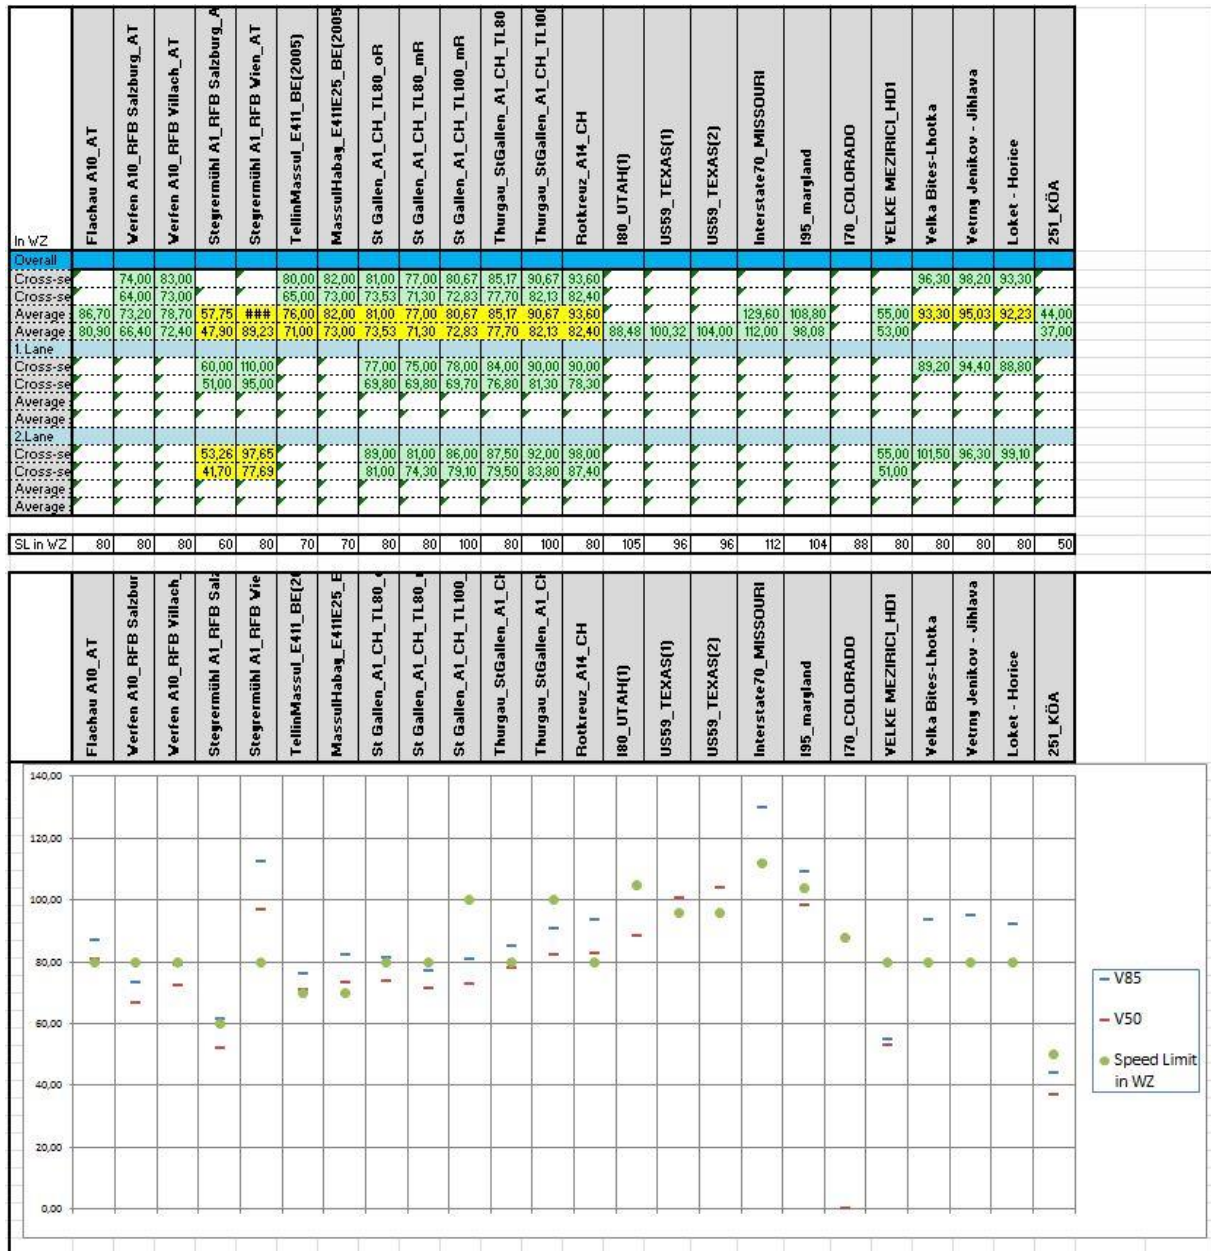 In WZ Flachau A10_AT Werfen A10_RFB Salzburg_AT Werfen A10_RFB Villach_AT Steyrermühl A1_RFB Salzburg_A Steyrermühl A1_RFB Wien_AT TellinMassul_E411_BE(2005) MassulHabay_E411E25_BE(2005 St Gallen_A1_CH_TL80_oR St Gallen_A1_CH_TL80_mR St Gallen_A1_CH_TL100_mR Thurgau_StGallen_A1_CH_TL80 Thurgau_StGallen_A1_CH_TL100 Rotkreuz_A14_CH I80_UTAH(1) US59_TEXAS(1) US59_TEXAS(2) Interstate70_MISSOURI I95_maryland I70_COLORADO VELKE MEZIRICI_HD1 Velka Bites-Lhotka Vetrny Jenikov - Jihlava Loket - Horice 251_KÖA
Overall
Cross-se 74,00 83,00 80,00 82,00 81,00 77,00 80,67 85,17 90,67 93,60 96,30 98,20 93,30
Cross-se 64,00 73,00 65,00 73,00 73,53 71,30 72,83 77,70 82,13 82,40
Average 86,70 73,20 78,70 57,75 ### 76,00 82,00 81,00 77,00 80,67 85,17 90,67 93,60 129,60 108,80 55,00 93,30 95,03 92,23 44,00
Average 80,90 66,40 72,40 47,90 89,23 71,00 73,00 73,53 71,30 72,83 77,70 82,13 82,40 88,48 100,32 104,00 112,00 98,08 53,00 37,00
1. Lane
Cross-se 60,00 110,00 77,00 75,00 78,00 84,00 90,00 90,00 89,20 94,40 88,80
Cross-se 51,00 95,00 69,80 69,80 69,70 76,80 81,30 78,30
Average
Average
2.Lane
Cross-se 53,26 97,65 89,00 81,00 86,00 87,50 92,00 98,00 55,00 101,50 96,30 99,10
Cross-se 41,70 77,69 81,00 74,30 79,10 79,50 83,80 87,40 51,00
Average
Average
SL in WZ 80 80 80 60 80 70 70 80 80 100 80 100 80 105 96 96 112 104 88 80 80 80 80 50
Flachau A10_AT Werfen A10_RFB Salzbur Werfen A10_RFB Villach_ Steyrermühl A1_RFB Salz Steyrermühl A1_RFB Wie TellinMassul_E411_BE(20 MassulHabay_E411E25_B St Gallen_A1_CH_TL80_ St Gallen_A1_CH_TL80_ St Gallen_A1_CH_TL100_ Thurgau_StGallen_A1_CH Thurgau_StGallen_A1_CH Rotkreuz_A14_CH I80_UTAH(1) US59_TEXAS(1) US59_TEXAS(2) Interstate70_MISSOURI I95_maryland I70_COLORADO VELKE MEZIRICI_HD1 Velka Bites-Lhotka Vetrny Jenikov - Jihlava Loket - Horice 251_KÖA
140,00
120,00
100,00
80,00
60,00
40,00
20,00
0,00
V85
V50
Speed Limit
in WZ